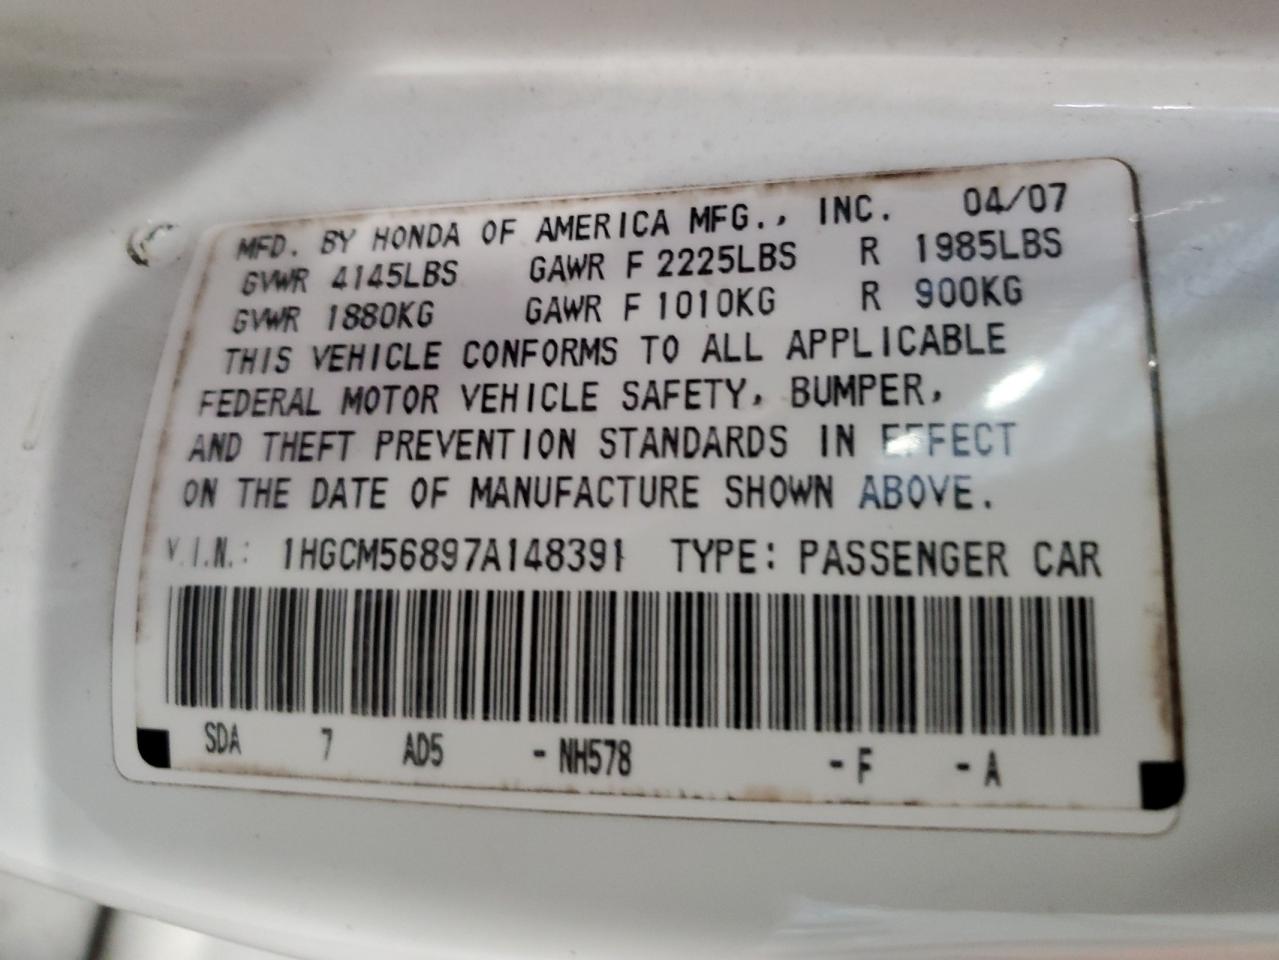 MFD. BY HONDA OF AMERICA MFG., INC. 04/07
GVWR 4145LBS GAWR F 2225LBS R 1985LBS
GVWR 1880KG GAWR F 1010KG R 900KG
THIS VEHICLE CONFORMS TO ALL APPLICABLE
FEDERAL MOTOR VEHICLE SAFETY, BUMPER,
AND THEFT PREVENTION STANDARDS IN EFFECT
ON THE DATE OF MANUFACTURE SHOWN ABOVE.
V.I.N.: 1HGCM56897A148391 TYPE: PASSENGER CAR
SDA 7 AD5 - NH578 - F - A